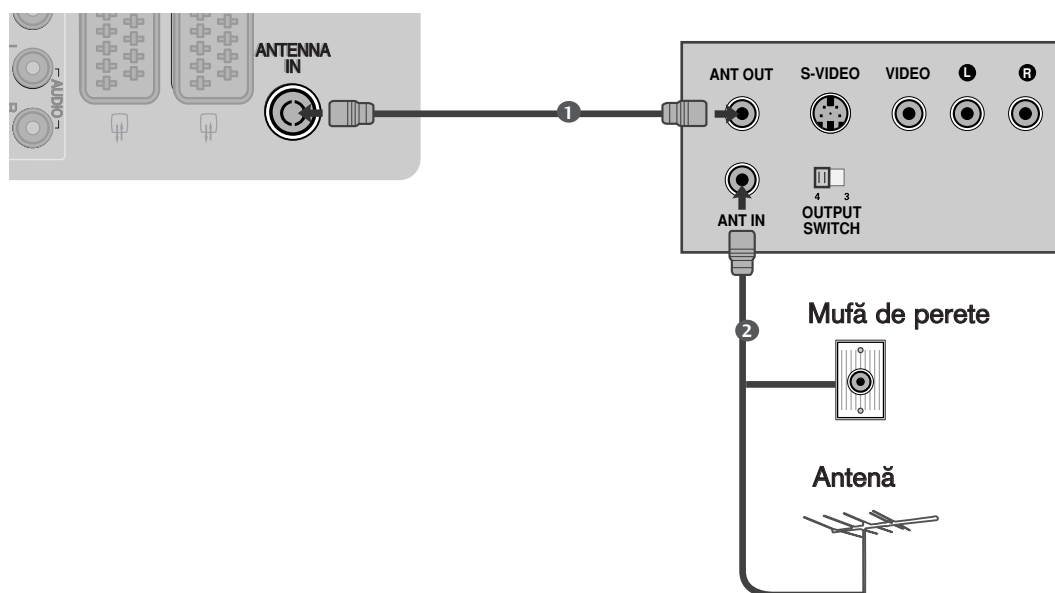 ANTENNA
IN
L
R
AUDIO
1
ANT OUT S-VIDEO VIDEO L R
ANT IN
4 3
OUTPUT
SWITCH
2
Mufă de perete
Antenă